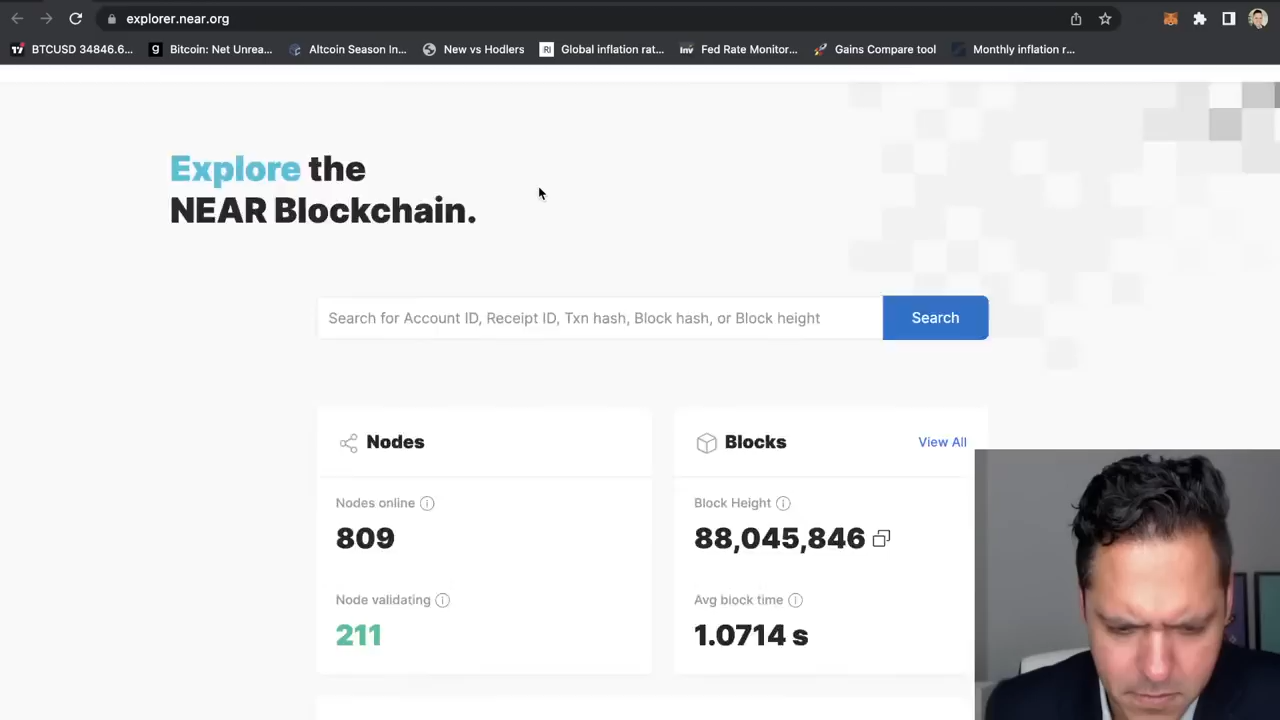 explorer.near.org
BTCUSD 34846.6...
Bitcoin: Net Unrea...
Altcoin Season In...
New vs Hodlers
RI
Global inflation rat...
Inv
Fed Rate Monitor...
Gains Compare tool
Monthly inflation r...
Explore the
NEAR Blockchain.
Search for Account ID, Receipt ID, Txn hash, Block hash, or Block height
Search
Nodes
Nodes online
809
Node validating
211
Blocks
View All
Block Height
88,045,846
Avg block time
1.0714 s